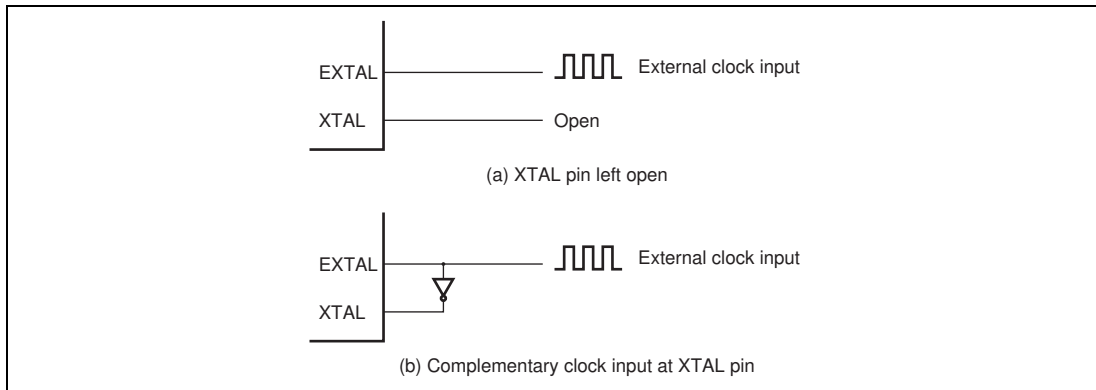 EXTAL External clock input
XTAL Open
(a) XTAL pin left open
EXTAL External clock input
XTAL
(b) Complementary clock input at XTAL pin